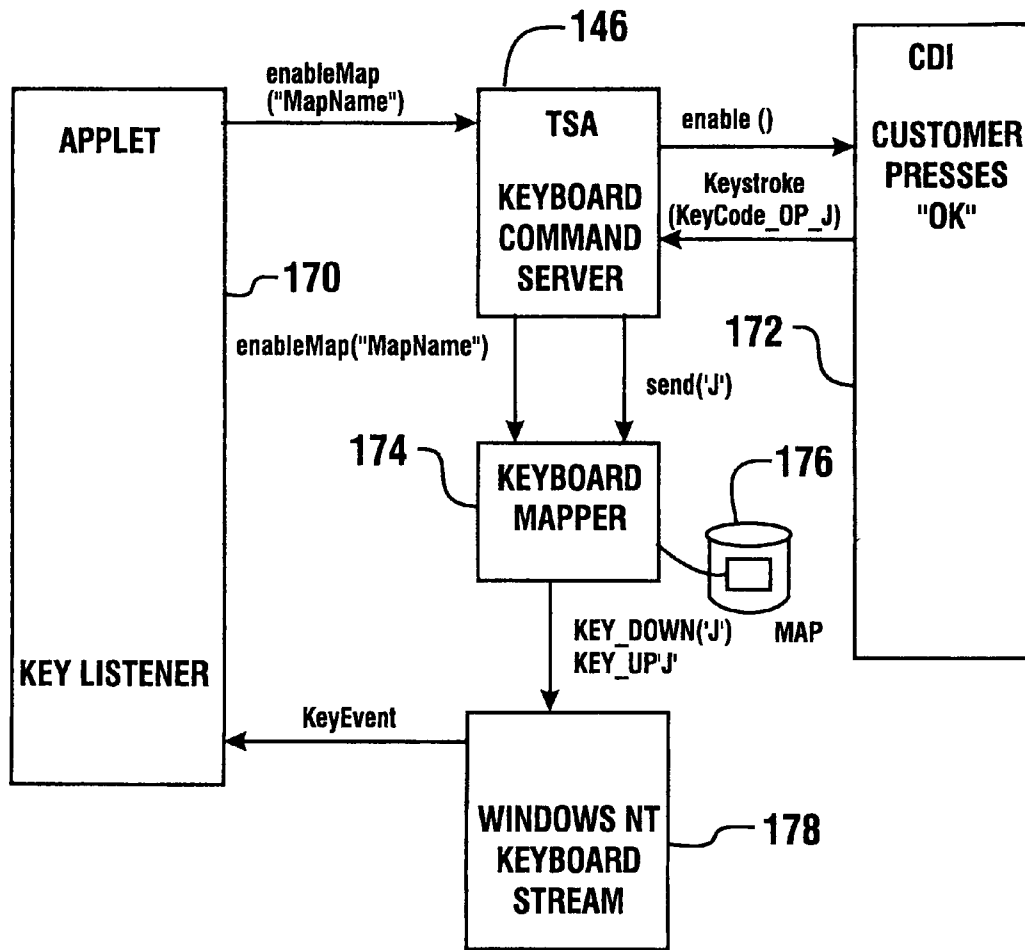 146
enableMap
("MapName")
APPLET
TSA
KEYBOARD
COMMAND
SERVER
enable ()
Keystroke
(KeyCode_OP_J)
CDI
CUSTOMER
PRESSES
"OK"
170
172
enableMap("MapName")
send('J')
174
KEYBOARD
MAPPER
176
MAP
KEY_DOWN('J')
KEY_UP'J'
KEY LISTENER
KeyEvent
WINDOWS NT
KEYBOARD
STREAM
178